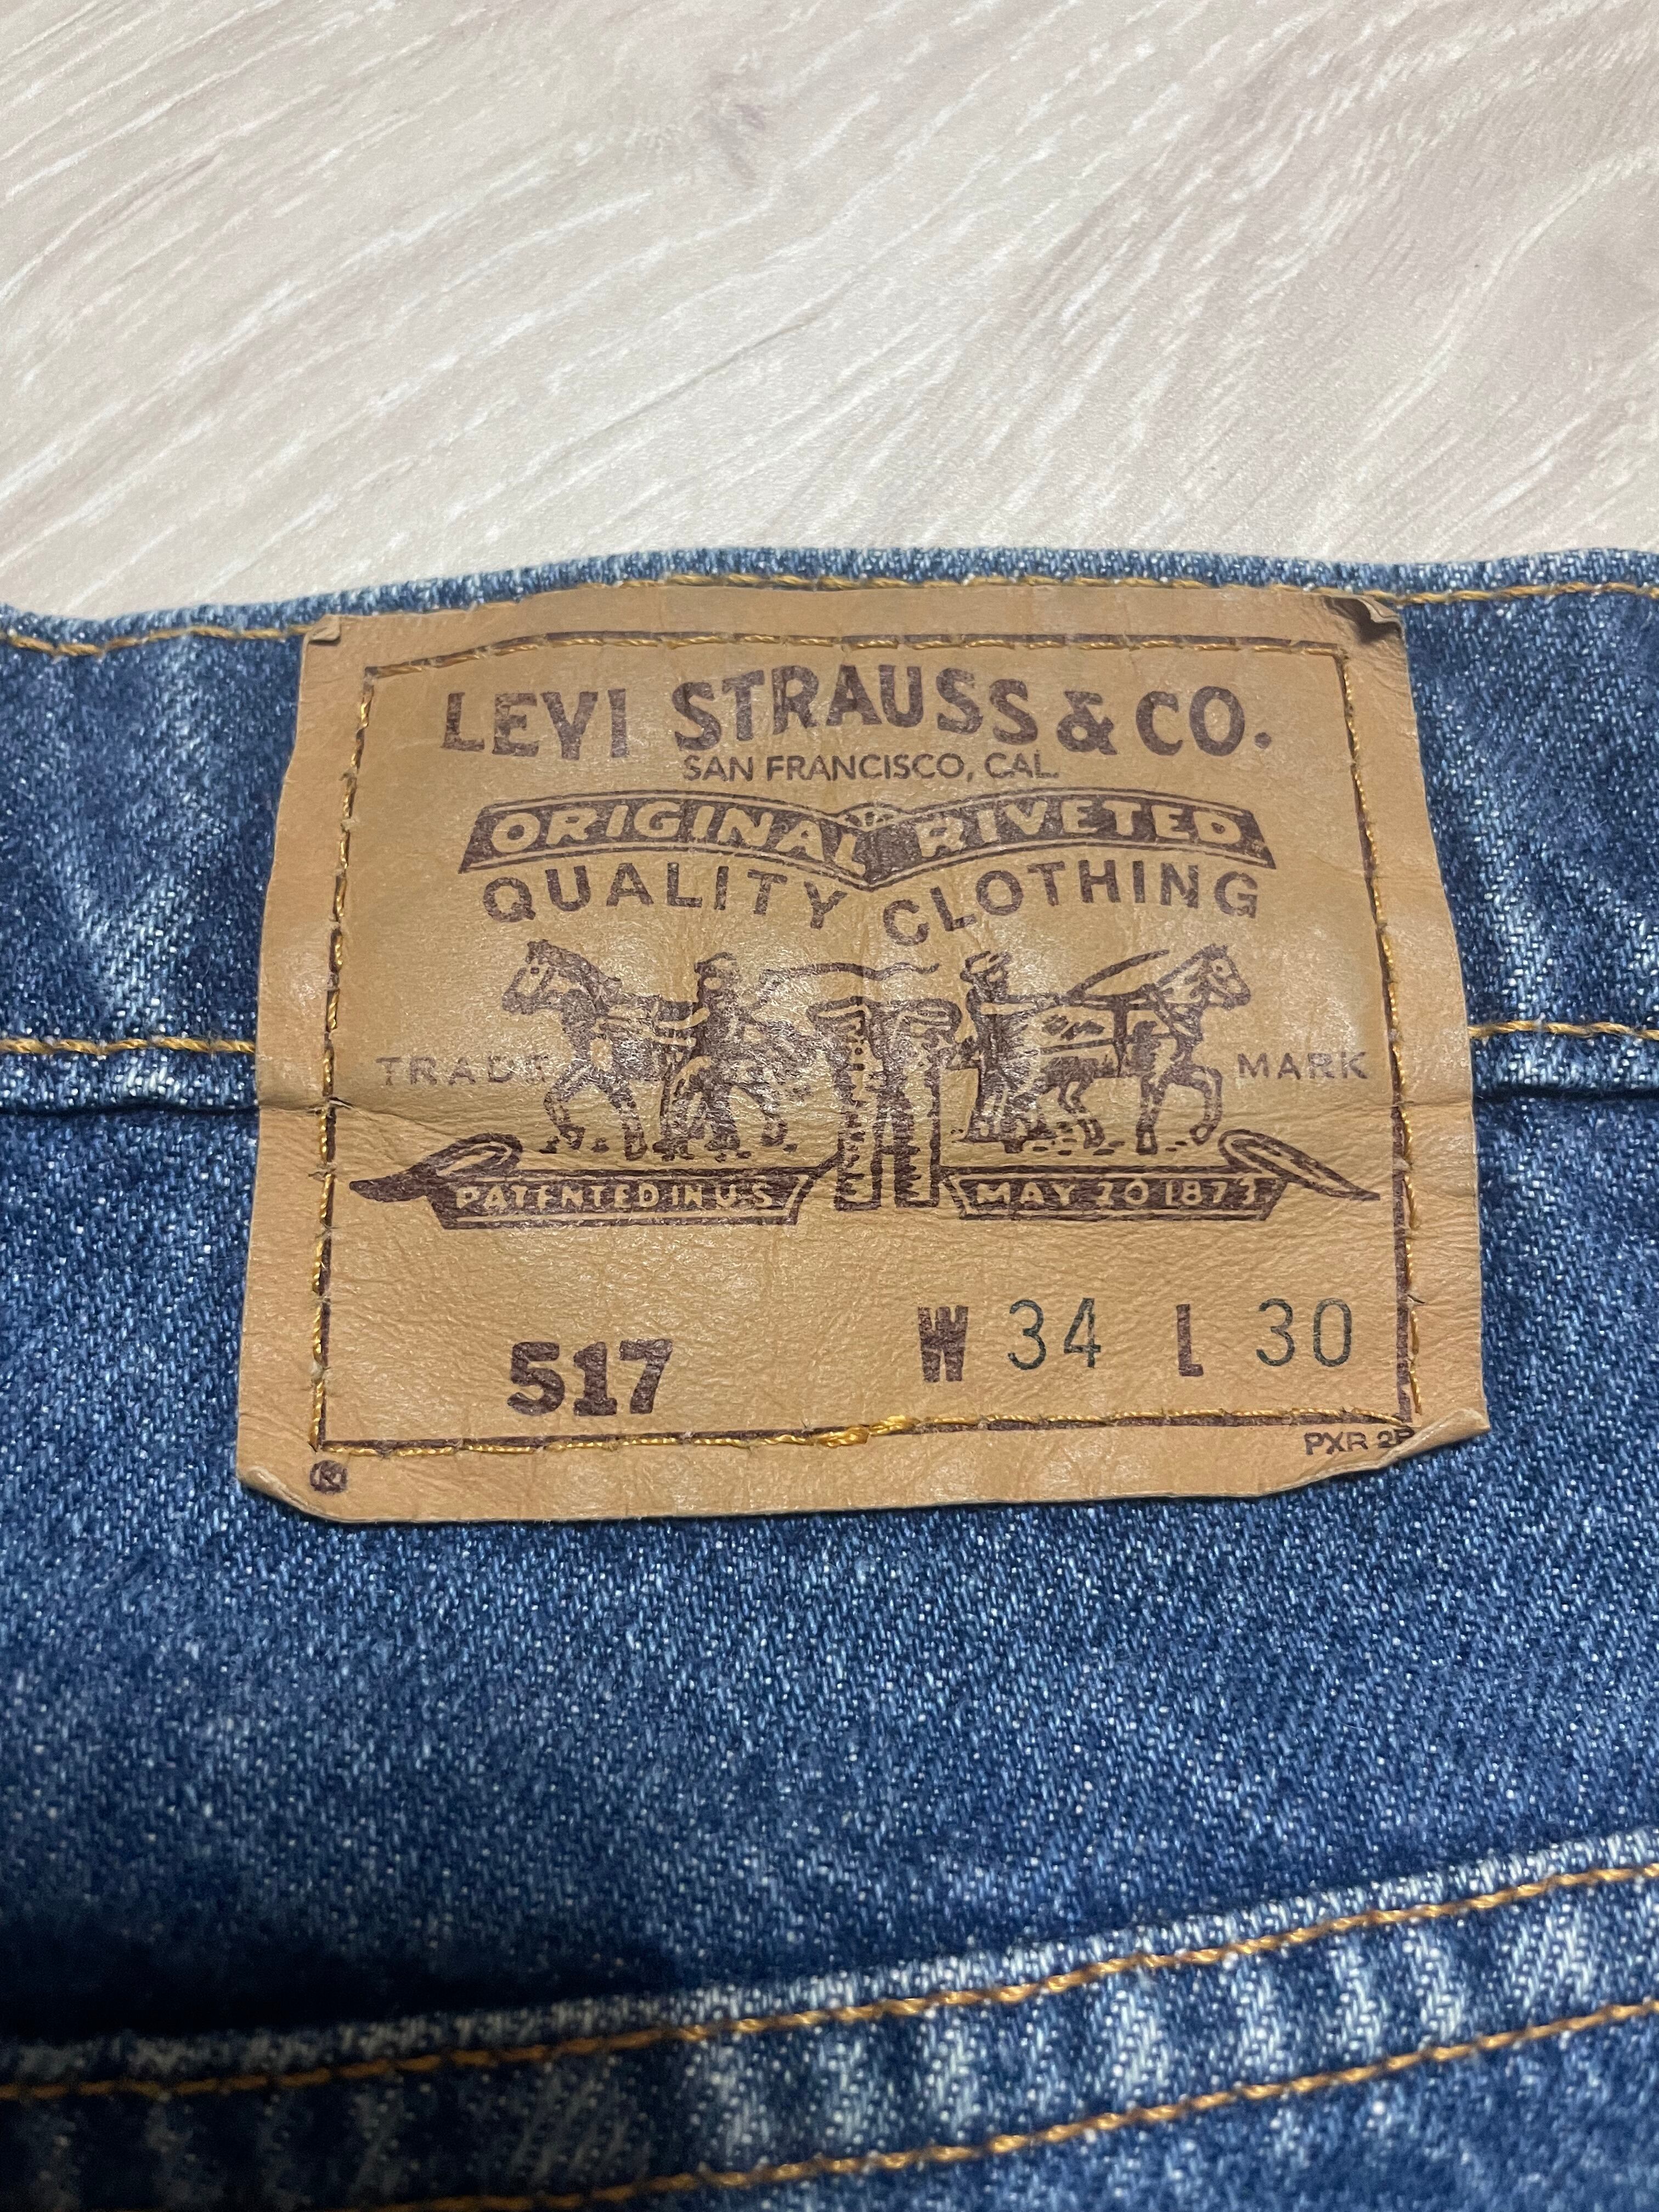 LEVI STRAUSS & CO.
SAN FRANCISCO, CAL.
ORIGINAL RIVETED
QUALITY CLOTHING
TRADE MARK
PATENTED IN U S MAY 20 1873
517 W 34 L 30
® PXR